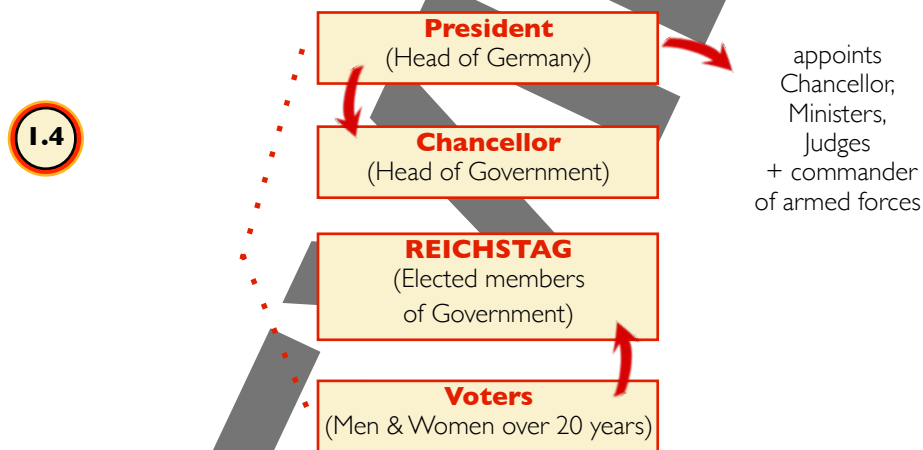 President
(Head of Germany)
appoints
Chancellor,
Ministers,
Judges
+ commander
of armed forces
1.4
Chancellor
(Head of Government)
REICHSTAG
(Elected members
of Government)
Voters
(Men & Women over 20 years)